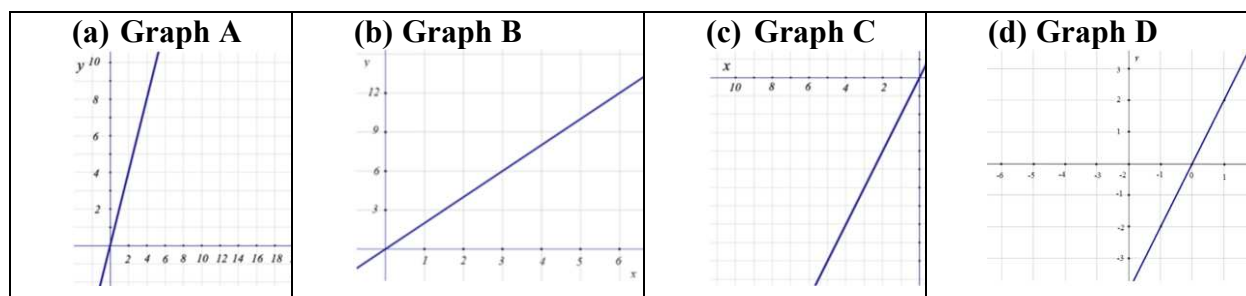 (a) Graph A
y 10
8
6
4
2
2 4 6 8 10 12 14 16 18
(b) Graph B
y
12
9
6
3
1 2 3 4 5 6
x
(c) Graph C
x
10 8 6 4 2
(d) Graph D
y
3
2
1
-6 -5 -4 -3 -2 -1 0 1
-1
-2
-3